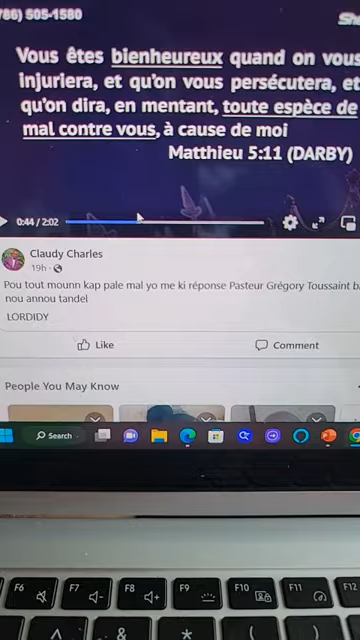 786) 505-1580
Vous êtes bienheureux quand on vous
injuriera, et qu'on vous persécutera, et
qu'on dira, en mentant, toute espèce de
mal contre vous, à cause de moi
Matthieu 5:11 (DARBY)
0:44 / 2:02
Claudy Charles
19h
Pou tout mounn kap pale mal yo me ki réponse Pasteur Grégory Toussaint
nou annou tandel
LORDIDY
Like
Comment
People You May Know
Search
F6 F7 F8 F9 F10 F11 F12
^ & * ( )